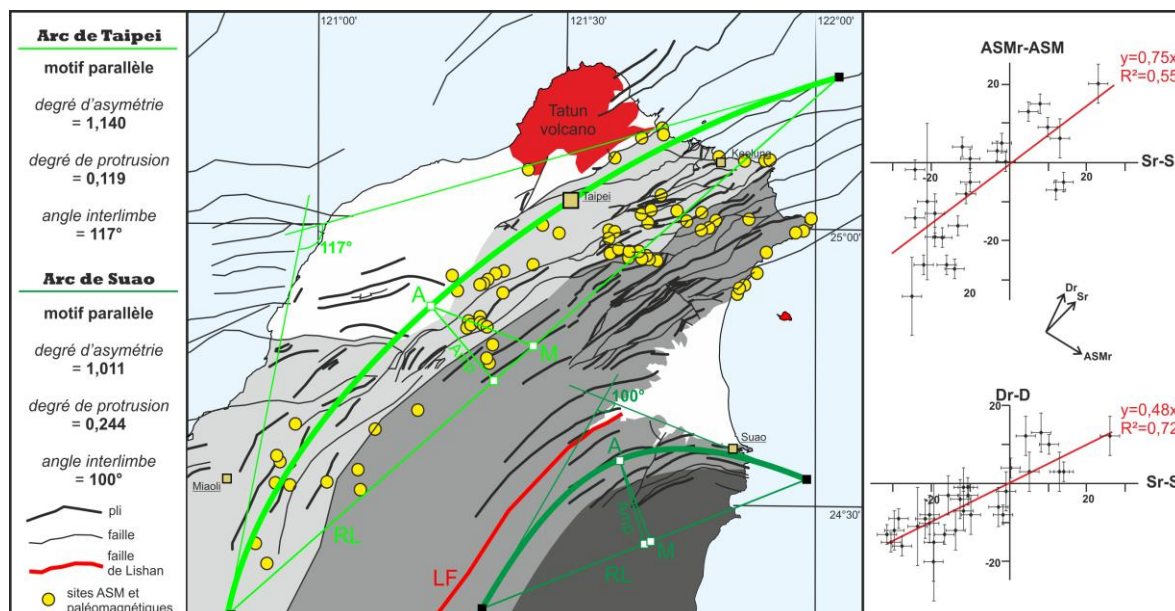 Arc de Taipei
motif parallèle
degré d'asymétrie
= 1,140
degré de protrusion
= 0,119
angle interlimbe
= 117°
Arc de Suao
motif parallèle
degré d'asymétrie
= 1,011
degré de protrusion
= 0,244
angle interlimbe
= 100°
pli
faille
faille
de Lishan
sites ASM et
paléomagnétiques
121°00'
121°30'
122°00'
Tatun
volcano
Keelung
Taipei
25°00'
117°
A
M
100°
Suao
A
Miaoli
24°30'
RL
M
RL
LF
ASMr-ASM
y=0,75x
R²=0,55
20
Sr-S
-20
20
-20
20
Dr
Sr
ASMr
Dr-D
20
y=0,48x
R²=0,72
Sr-S
-20
20
-20